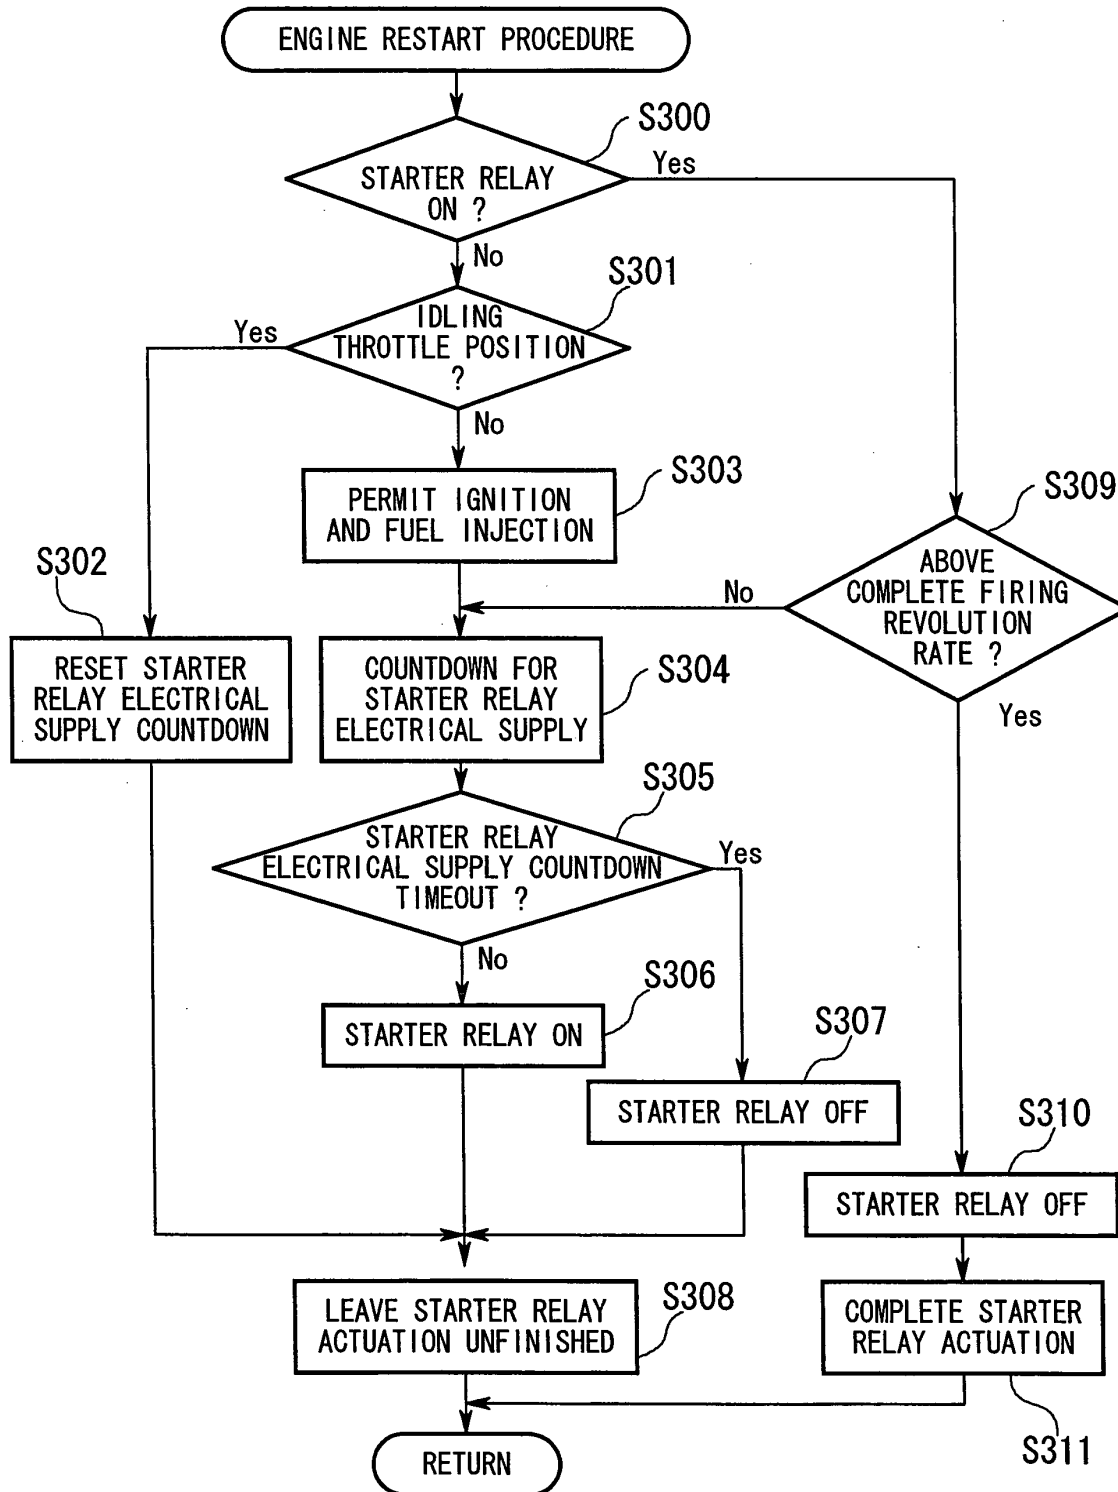 ENGINE RESTART PROCEDURE
S300
STARTER RELAY
ON ?
Yes
No
S301
IDLING
THROTTLE POSITION
?
Yes
No
S303
PERMIT IGNITION
AND FUEL INJECTION
S309
ABOVE
COMPLETE FIRING
REVOLUTION
RATE ?
No
Yes
S302
RESET STARTER
RELAY ELECTRICAL
SUPPLY COUNTDOWN
S304
COUNTDOWN FOR
STARTER RELAY
ELECTRICAL SUPPLY
S305
STARTER RELAY
ELECTRICAL SUPPLY COUNTDOWN
TIMEOUT ?
Yes
No
S306
STARTER RELAY ON
S307
STARTER RELAY OFF
S310
STARTER RELAY OFF
S308
LEAVE STARTER RELAY
ACTUATION UNFINISHED
COMPLETE STARTER
RELAY ACTUATION
S311
RETURN